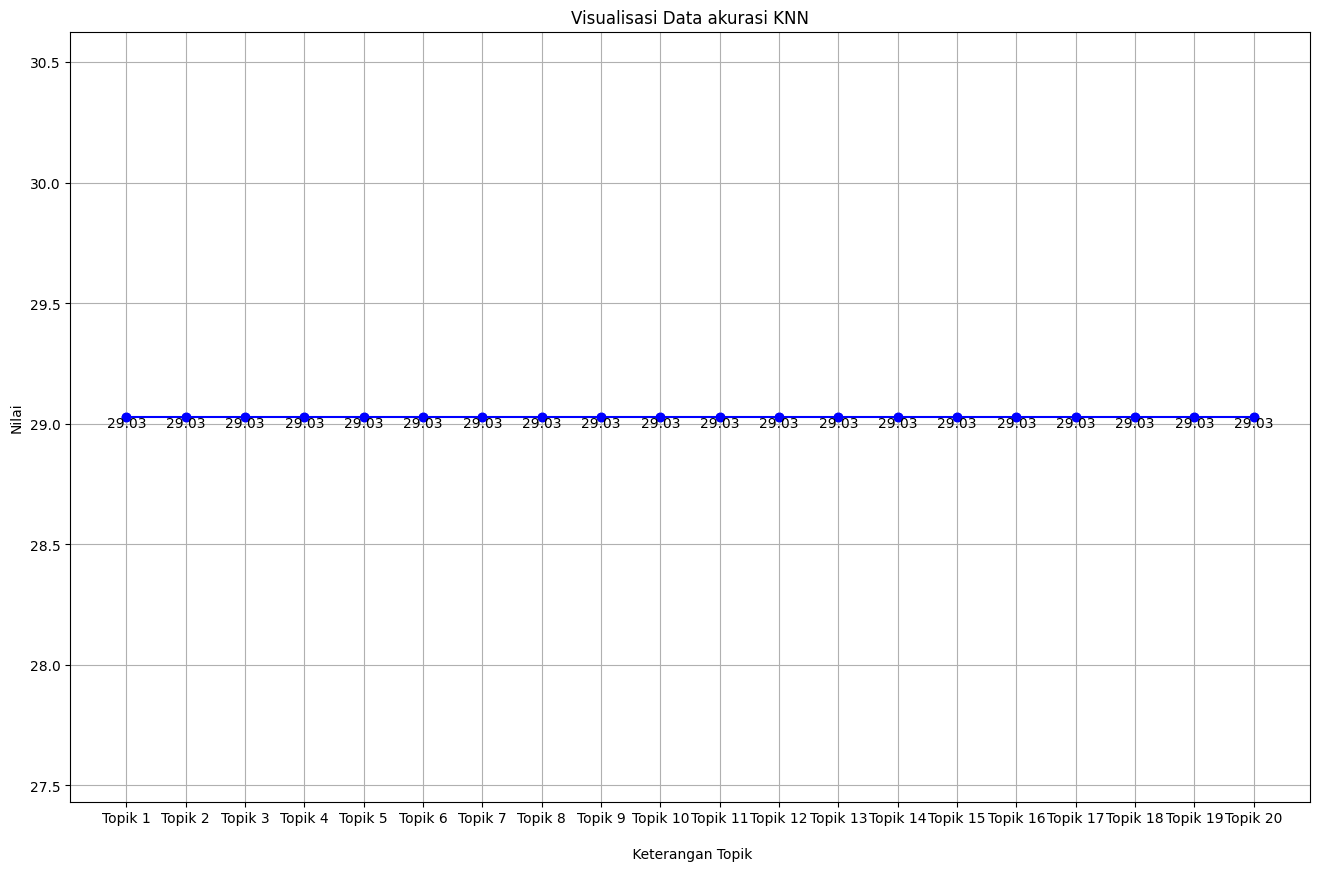 Visualisasi Data akurasi KNN
30.5
30.0
29.5
29.0
28.5
28.0
27.5
Nilai
29.03 29.03 29.03 29.03 29.03 29.03 29.03 29.03 29.03 29.03 29.03 29.03 29.03 29.03 29.03 29.03 29.03 29.03 29.03 29.03
Topik 1 Topik 2 Topik 3 Topik 4 Topik 5 Topik 6 Topik 7 Topik 8 Topik 9 Topik 10 Topik 11 Topik 12 Topik 13 Topik 14 Topik 15 Topik 16 Topik 17 Topik 18 Topik 19 Topik 20
Keterangan Topik